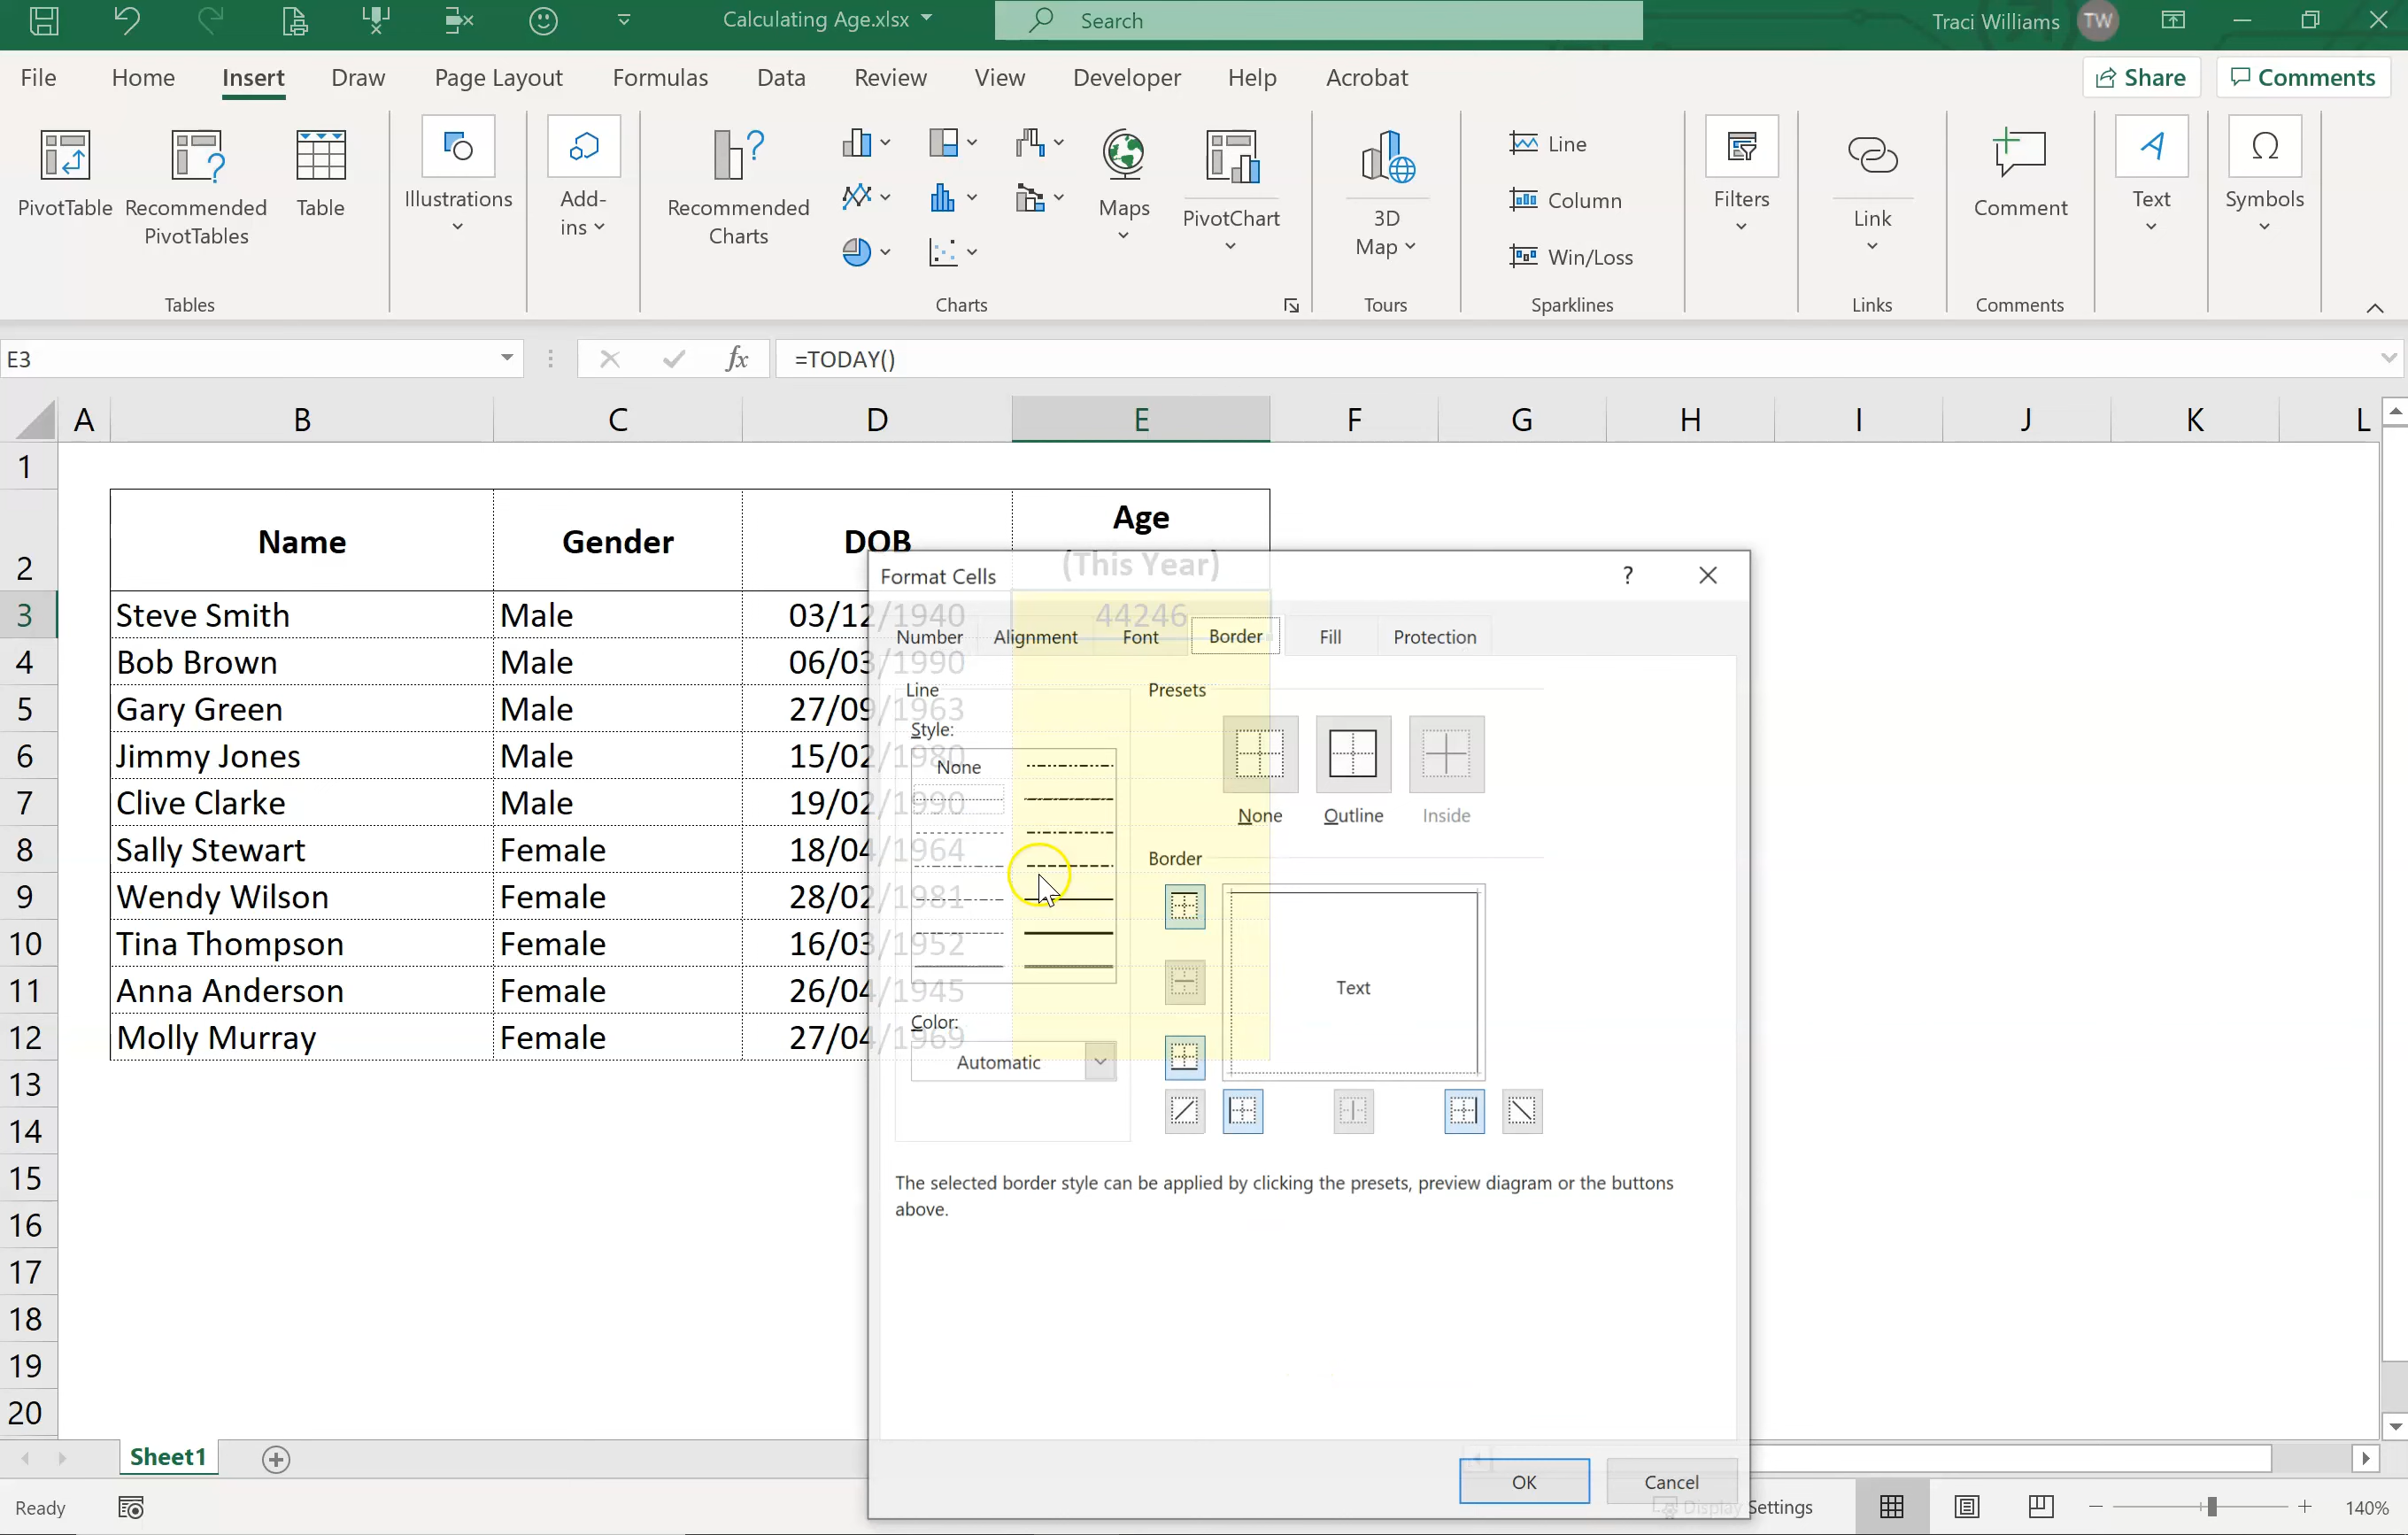 Calculating Age.xlsx
Search
Traci Williams TW
File Home Insert Draw Page Layout Formulas Data Review View Developer Help Acrobat Share Comments
PivotTable Recommended PivotTables Table Illustrations Add-ins Recommended Charts Maps PivotChart 3D Map Line Column Win/Loss Filters Link Comment Text Symbols
Tables Charts Tours Sparklines Links Comments
E3 fx =TODAY()
A B C D E F G H I J K L
1
2 Name Gender DOB Age
(This Year)
3 Steve Smith Male 03/12/1940 44246
4 Bob Brown Male 06/03/1990
5 Gary Green Male 27/09/1963
6 Jimmy Jones Male 15/02/1980
7 Clive Clarke Male 19/02/1990
8 Sally Stewart Female 18/04/1964
9 Wendy Wilson Female 28/02/1981
10 Tina Thompson Female 16/03/1952
11 Anna Anderson Female 26/04/1945
12 Molly Murray Female 27/04/1969
13
14
15
16
17
18
19
20
Format Cells ?
Number Alignment Font Border Fill Protection
Line
Style:
None
Color:
Automatic
Presets
None Outline Inside
Border
Text
The selected border style can be applied by clicking the presets, preview diagram or the buttons
above.
OK Cancel
Sheet1
Ready Display Settings 140%